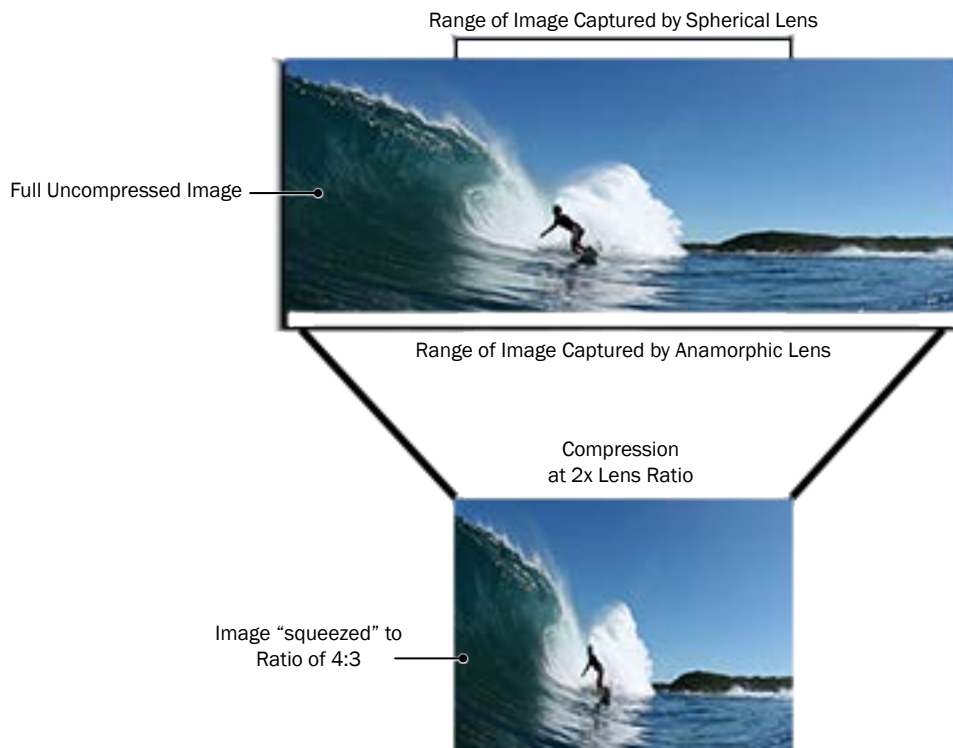 Range of Image Captured by Spherical Lens
Full Uncompressed Image
Range of Image Captured by Anamorphic Lens
Compression
at 2x Lens Ratio
Image “squeezed” to
Ratio of 4:3